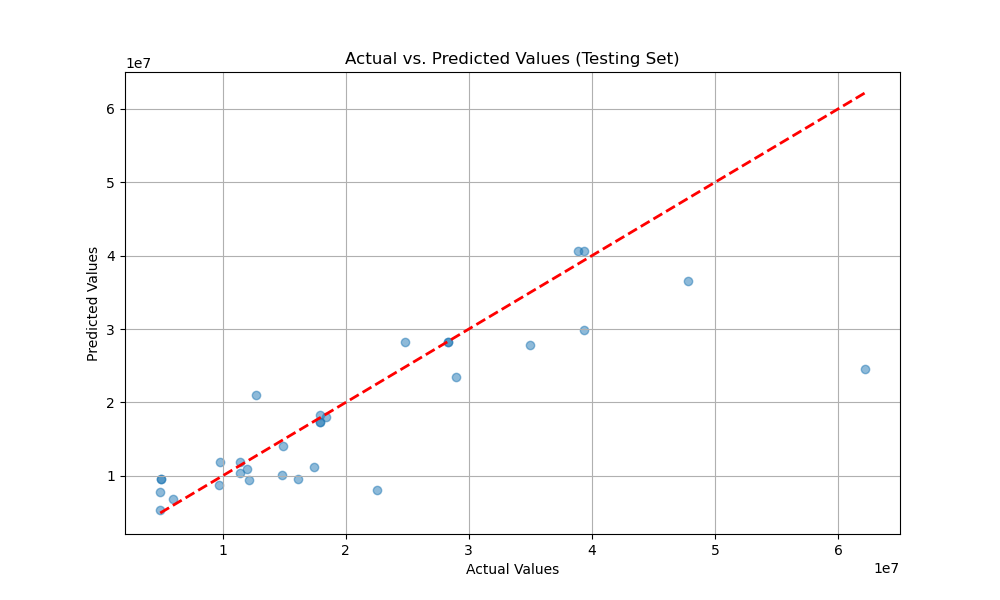 Actual vs. Predicted Values (Testing Set)
1e7
6
5
4
3
2
1
Predicted Values
1 2 3 4 5 6
Actual Values
1e7